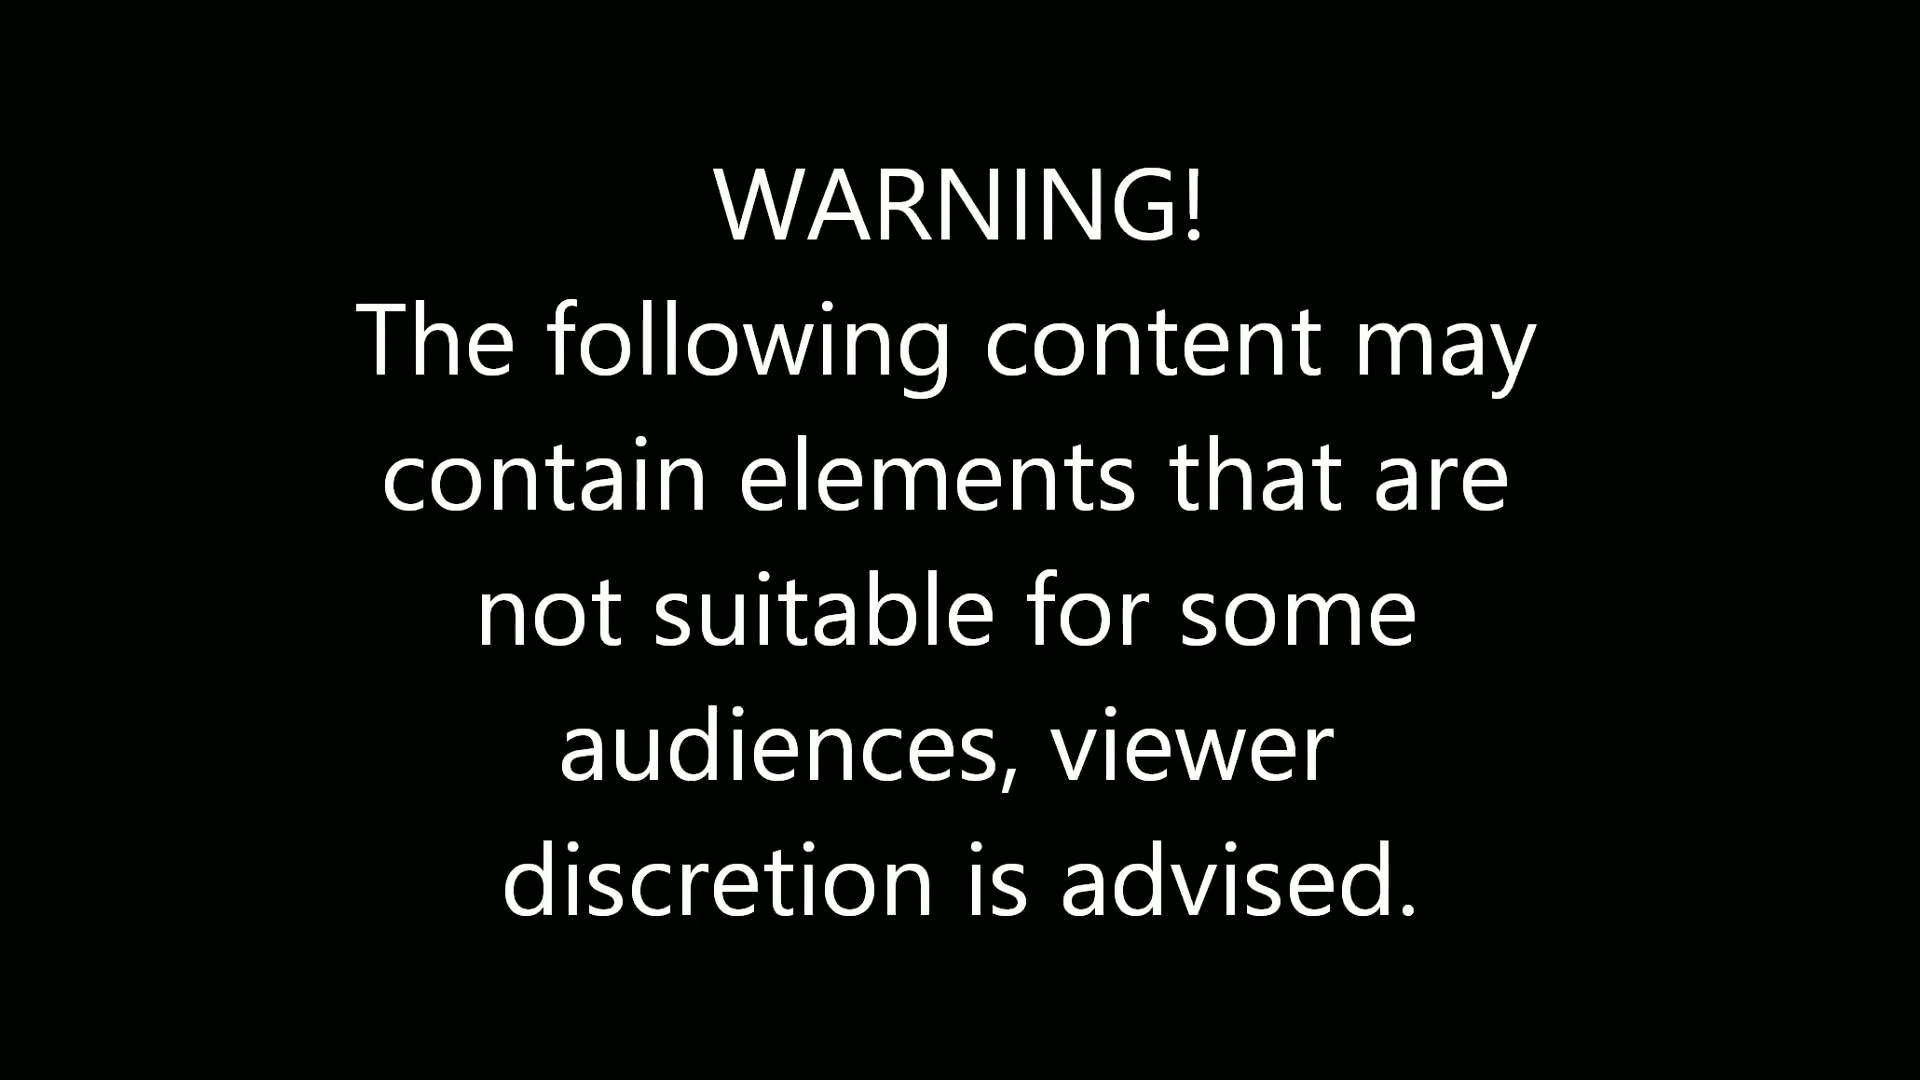 WARNING!
The following content may
contain elements that are
not suitable for some
audiences, viewer
discretion is advised.